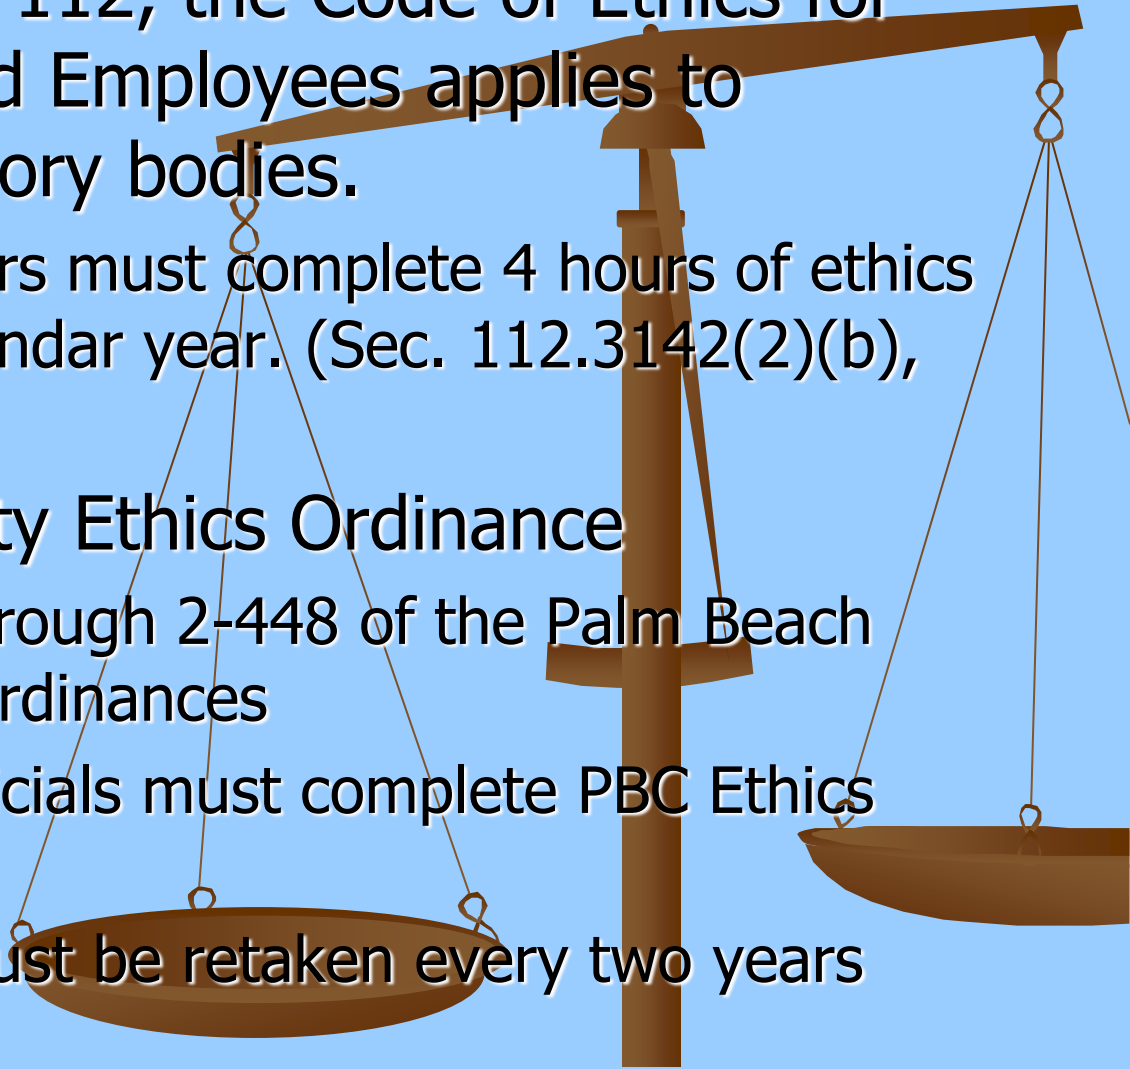 112, the Code of Ethics for
d Employees applies to
ory bodies.
rs must complete 4 hours of ethics
ndar year. (Sec. 112.3142(2)(b),
ty Ethics Ordinance
rough 2-448 of the Palm Beach
rdinances
icials must complete PBC Ethics
ust be retaken every two years